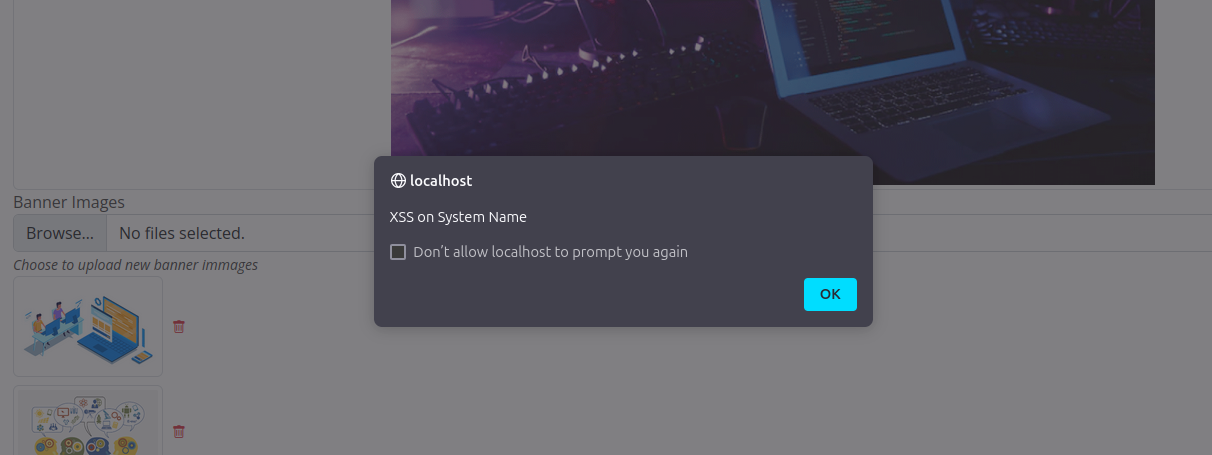 localhost
XSS on System Name
Don't allow localhost to prompt you again
OK
Banner Images
Browse... No files selected.
Choose to upload new banner immages